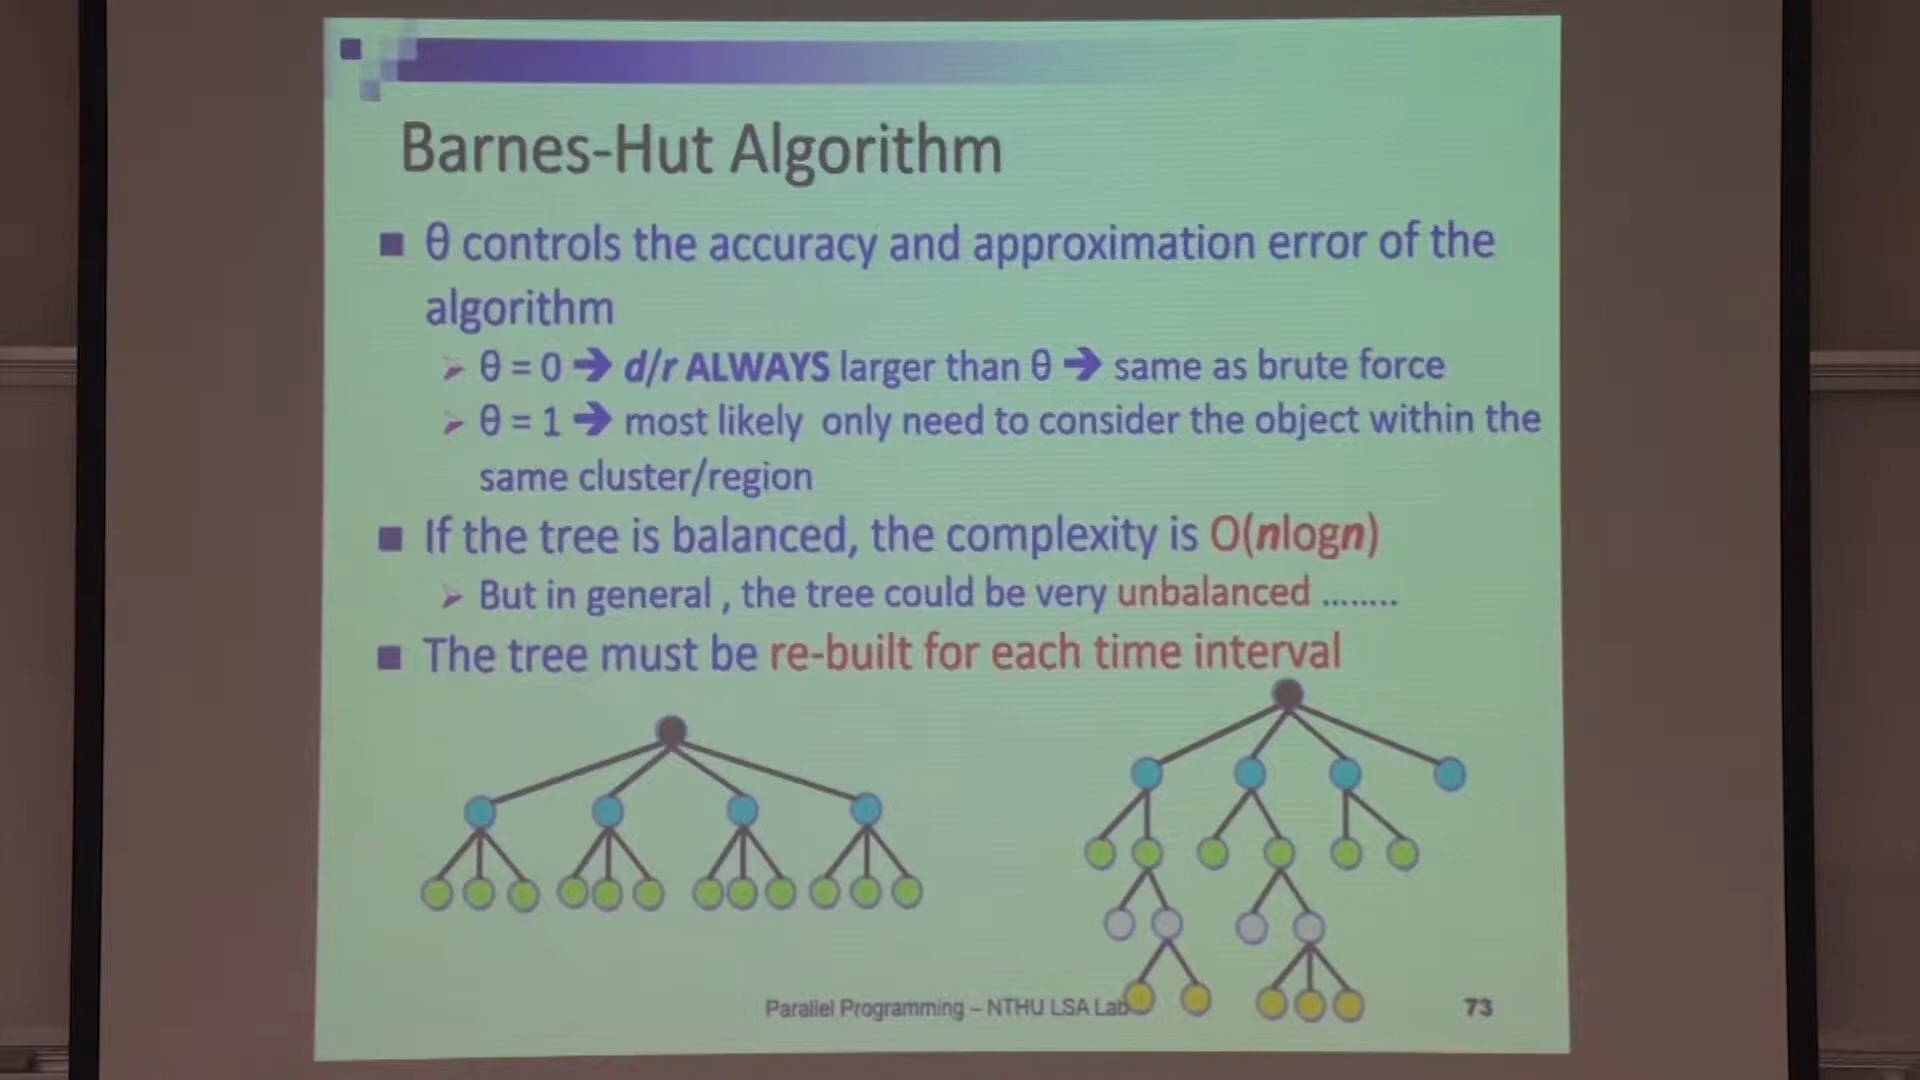 Barnes-Hut Algorithm
θ controls the accuracy and approximation error of the
algorithm
θ = 0 ➔ d/r ALWAYS larger than θ ➔ same as brute force
θ = 1 ➔ most likely only need to consider the object within the
same cluster/region
If the tree is balanced, the complexity is O(nlogn)
But in general , the tree could be very unbalanced ........
The tree must be re-built for each time interval
Parallel Programming – NTHU LSA Lab
73